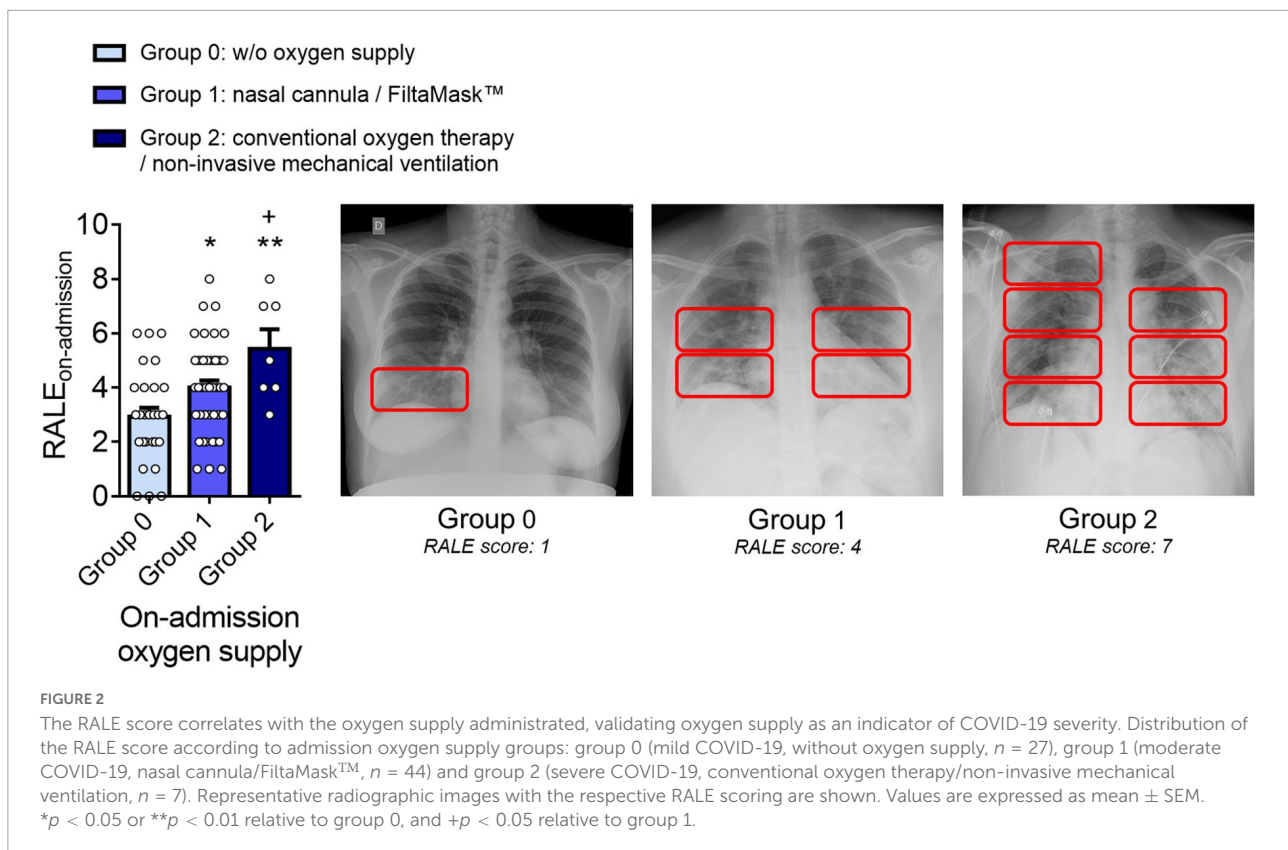 Group 0: w/o oxygen supply
Group 1: nasal cannula / FiltaMask™
Group 2: conventional oxygen therapy
/ non-invasive mechanical ventilation
RALEon-admission
10
8
6
4
2
0
*
+
**
Group 0
Group 1
Group 2
On-admission
oxygen supply
D
Group 0
RALE score: 1
Group 1
RALE score: 4
Group 2
RALE score: 7
FIGURE 2
The RALE score correlates with the oxygen supply administrated, validating oxygen supply as an indicator of COVID-19 severity. Distribution of
the RALE score according to admission oxygen supply groups: group 0 (mild COVID-19, without oxygen supply, n = 27), group 1 (moderate
COVID-19, nasal cannula/FiltaMask™, n = 44) and group 2 (severe COVID-19, conventional oxygen therapy/non-invasive mechanical
ventilation, n = 7). Representative radiographic images with the respective RALE scoring are shown. Values are expressed as mean ± SEM.
*p < 0.05 or **p < 0.01 relative to group 0, and +p < 0.05 relative to group 1.